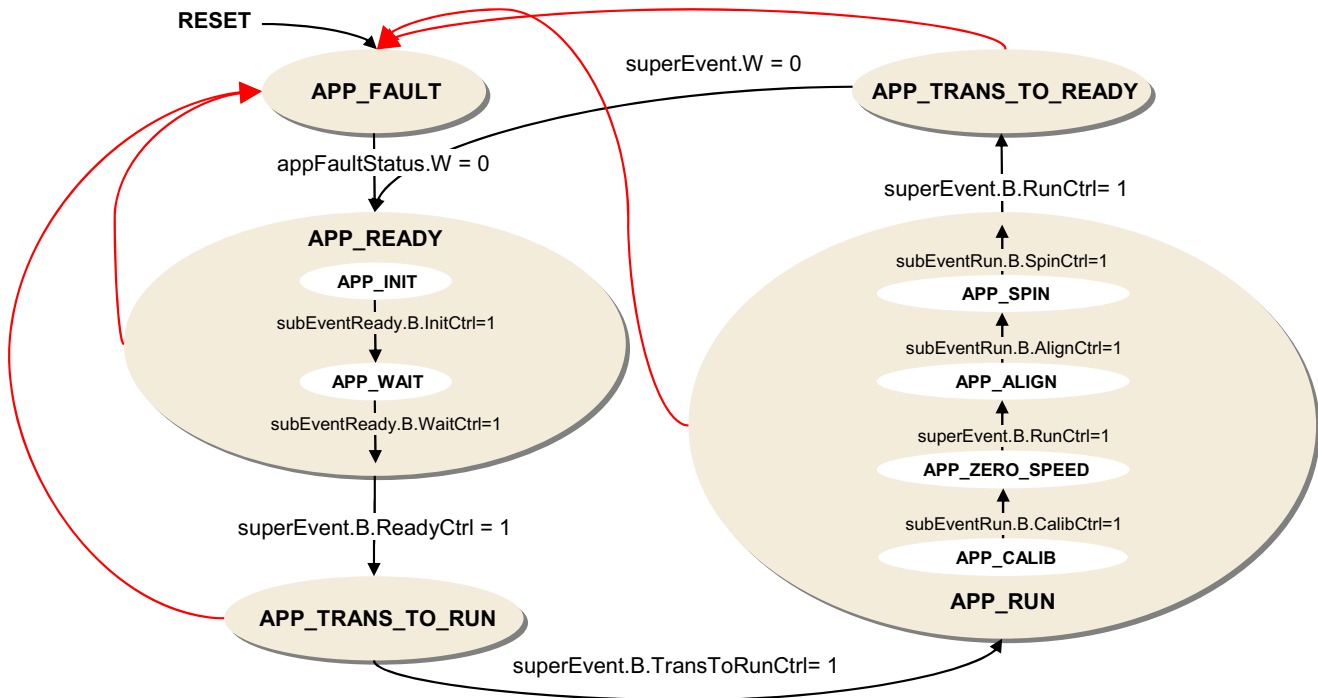 RESET
APP_FAULT
superEvent.W = 0
APP_TRANS_TO_READY
appFaultStatus.W = 0
superEvent.B.RunCtrl= 1
APP_READY
APP_INIT
subEventReady.B.InitCtrl=1
APP_WAIT
subEventReady.B.WaitCtrl=1
subEventRun.B.SpinCtrl=1
APP_SPIN
subEventRun.B.AlignCtrl=1
APP_ALIGN
superEvent.B.RunCtrl=1
APP_ZERO_SPEED
subEventRun.B.CalibCtrl=1
APP_CALIB
APP_RUN
superEvent.B.ReadyCtrl = 1
APP_TRANS_TO_RUN
superEvent.B.TransToRunCtrl= 1